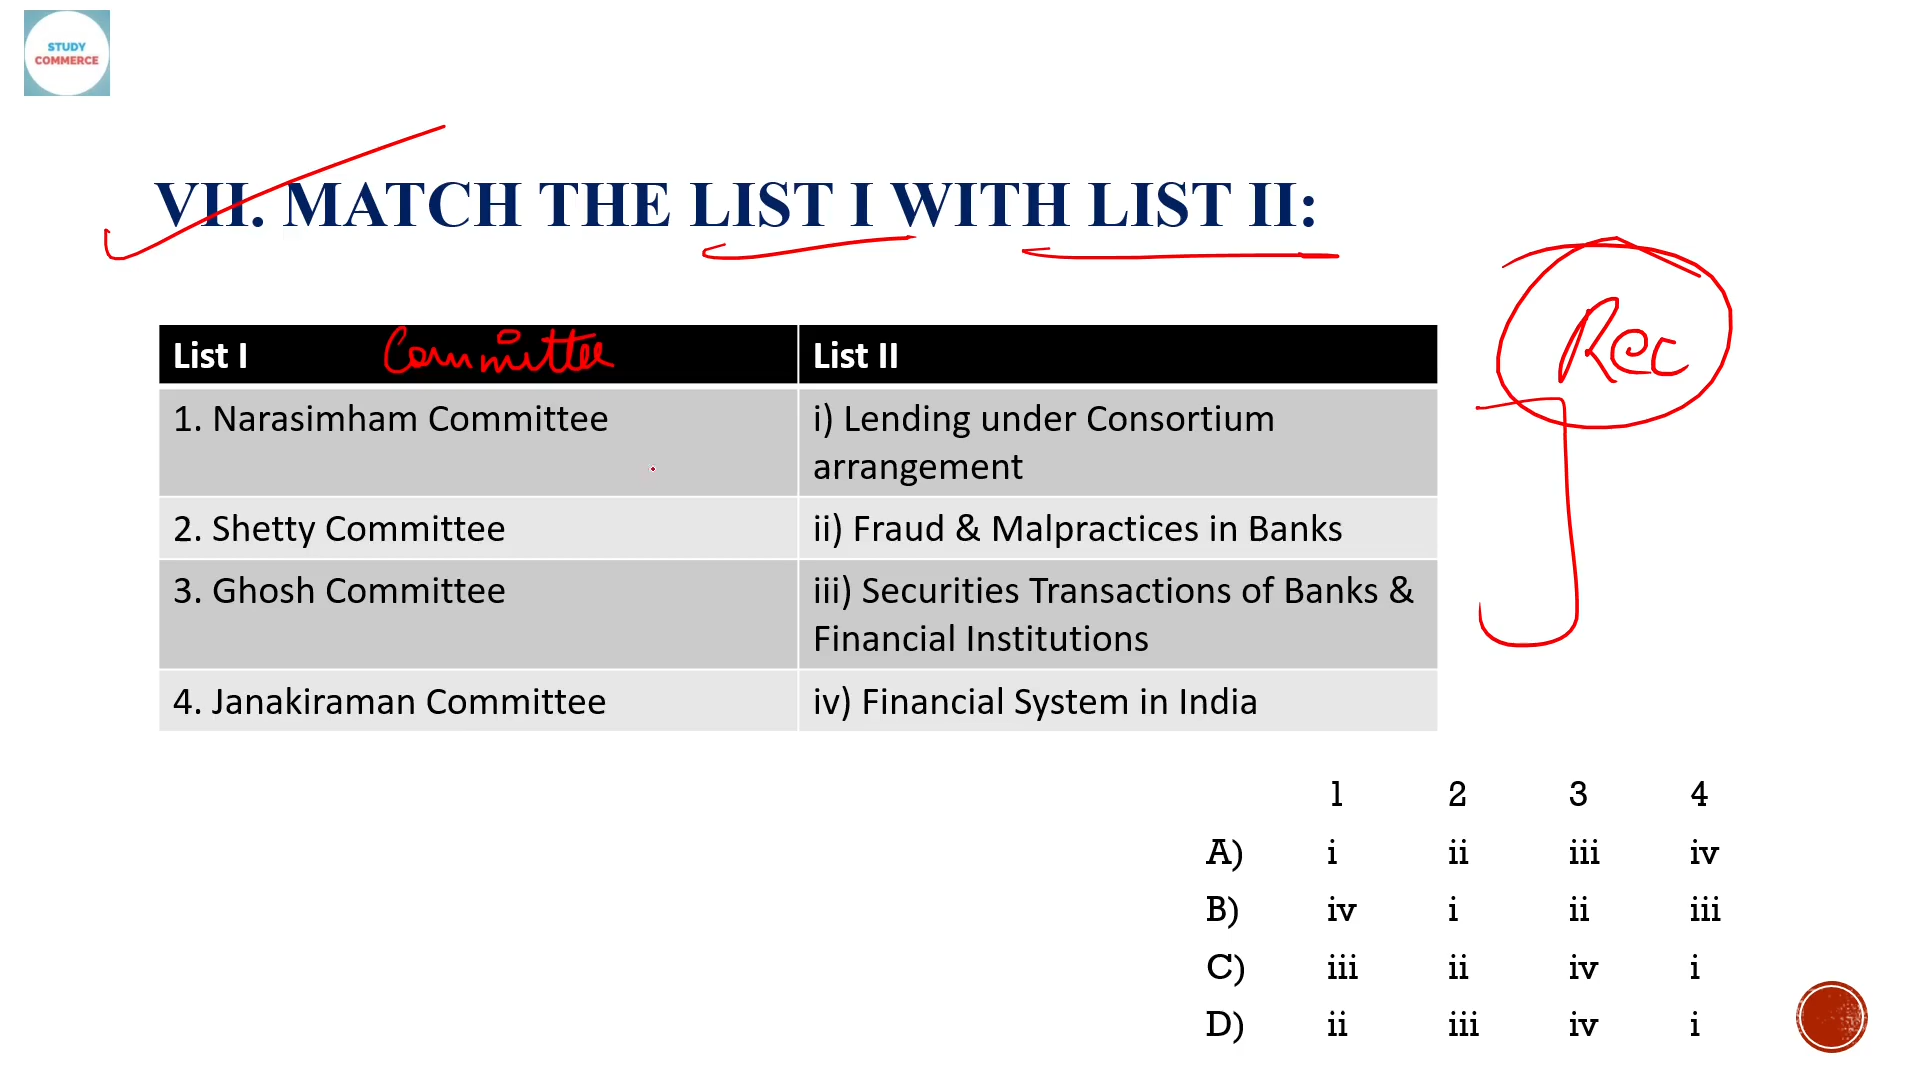 STUDY
COMMERCE
VII. MATCH THE LIST I WITH LIST II:
List I Committee List II
Rec
1. Narasimham Committee i) Lending under Consortium
arrangement
2. Shetty Committee ii) Fraud & Malpractices in Banks
3. Ghosh Committee iii) Securities Transactions of Banks &
Financial Institutions
4. Janakiraman Committee iv) Financial System in India
1 2 3 4
A) i ii iii iv
B) iv i ii iii
C) iii ii iv i
D) ii iii iv i